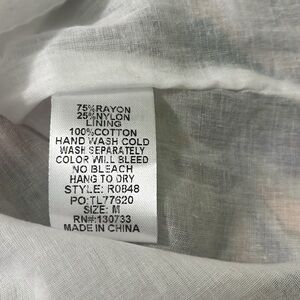 75%RAYON
25%NYLON
LINING
100%COTTON
HAND WASH COLD
WASH SEPARATELY
COLOR WILL BLEED
NO BLEACH
HANG TO DRY
STYLE: R0848
PO:TL77620
SIZE: M
RN#:130733
MADE IN CHINA